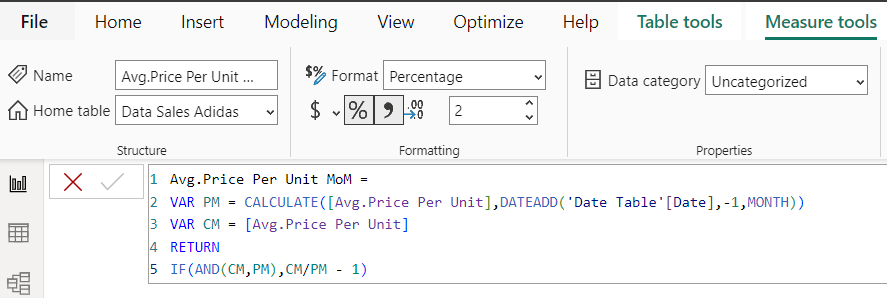 File Home Insert Modeling View Optimize Help Table tools Measure tools
Name Avg.Price Per Unit ... $% Format Percentage Data category Uncategorized
Home table Data Sales Adidas $ % 9 .00 →.0 2
Structure Formatting Properties
1 Avg.Price Per Unit MoM =
2 VAR PM = CALCULATE([Avg.Price Per Unit],DATEADD('Date Table'[Date],-1,MONTH))
3 VAR CM = [Avg.Price Per Unit]
4 RETURN
5 IF(AND(CM,PM),CM/PM - 1)